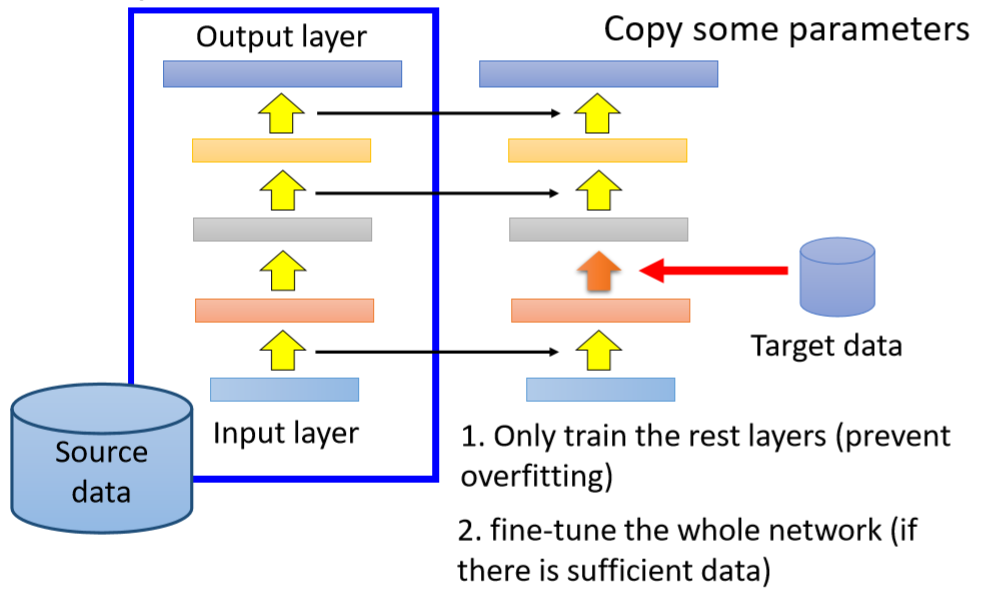 Output layer
Copy some parameters
Target data
Input layer
Source
data
1. Only train the rest layers (prevent
overfitting)
2. fine-tune the whole network (if
there is sufficient data)